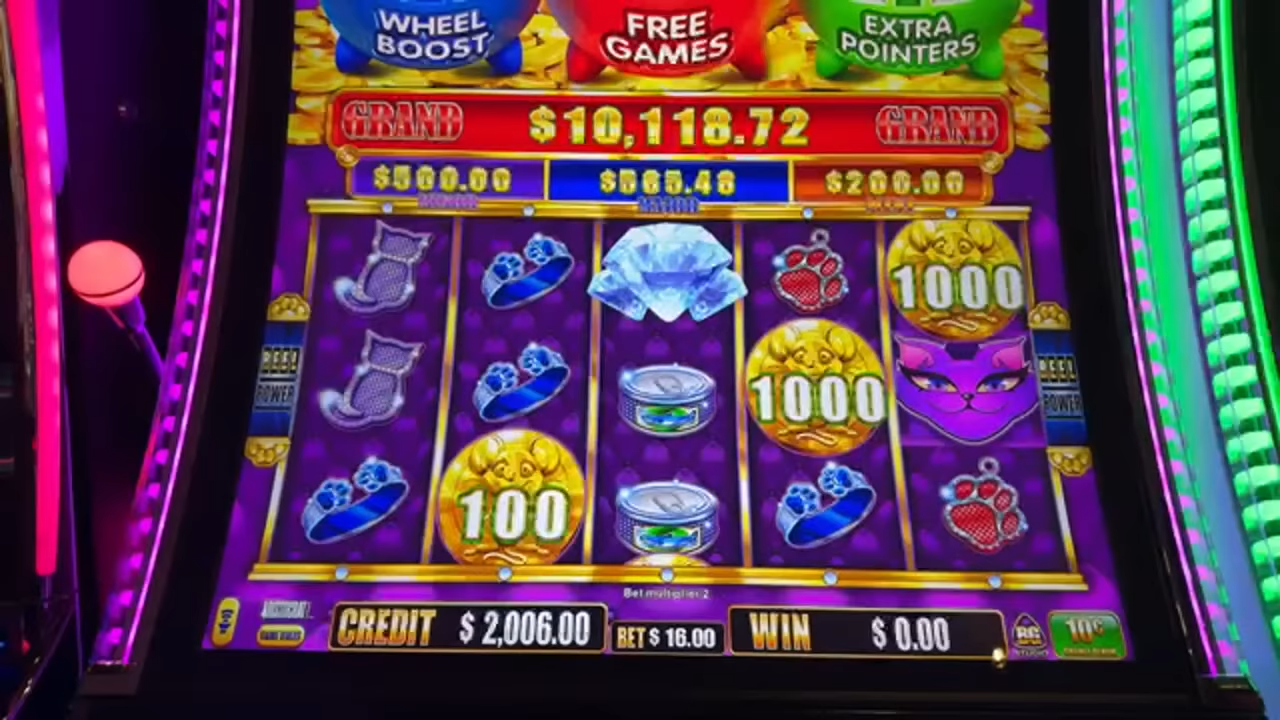 WHEEL BOOST
FREE GAMES
EXTRA POINTERS
GRAND $10,118.72 GRAND
$500.00 $565.48 $200.00
1000
1000
REEL POWER
REEL POWER
100
Bet multiplier 2
CREDIT $ 2,006.00 BET $ 16.00 WIN $ 0.00
BG STUDIO
10¢